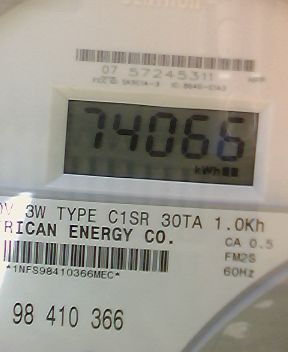 07 57245311
74066
kWh
3W TYPE C1SR 30TA 1.0Kh
RICAN ENERGY CO.
CA 0.5
FM2S
60Hz
*1NFS98410366MEC*
98 410 366